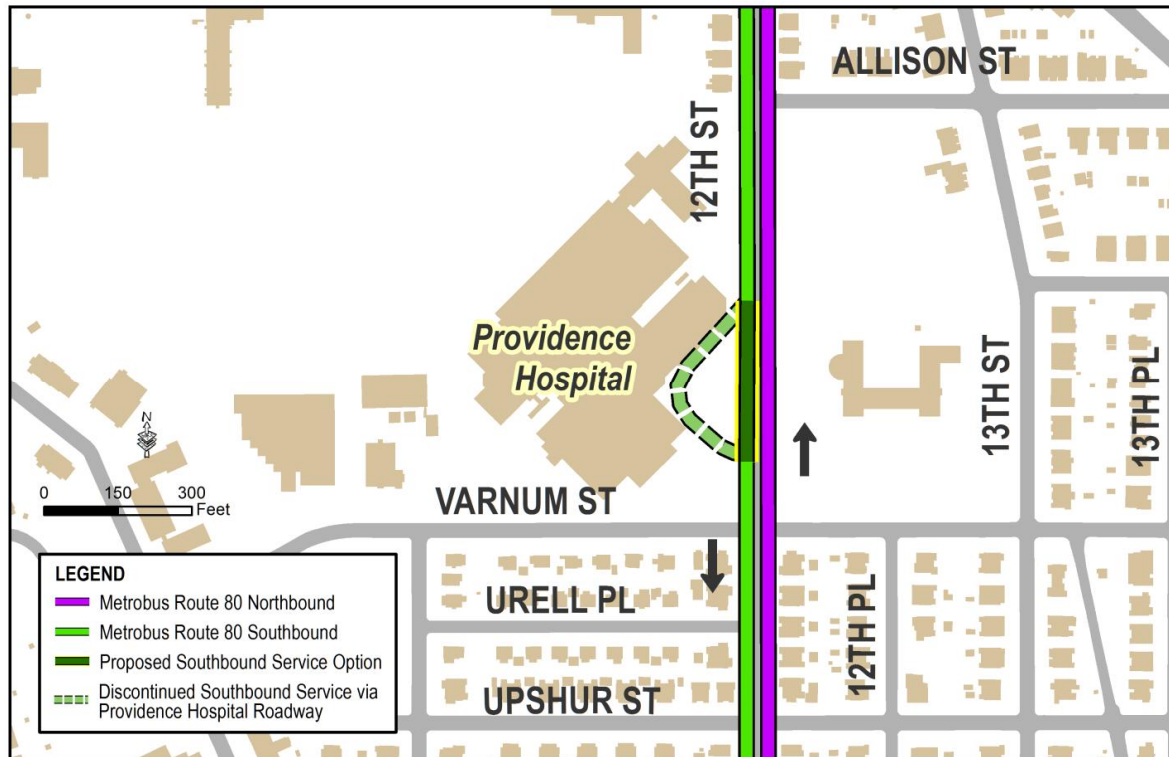 ALLISON ST
12TH ST
Providence
Hospital
13TH ST
13TH PL
N
0 150 300
Feet
VARNUM ST
URELL PL
12TH PL
UPSHUR ST
LEGEND
Metrobus Route 80 Northbound
Metrobus Route 80 Southbound
Proposed Southbound Service Option
Discontinued Southbound Service via
Providence Hospital Roadway